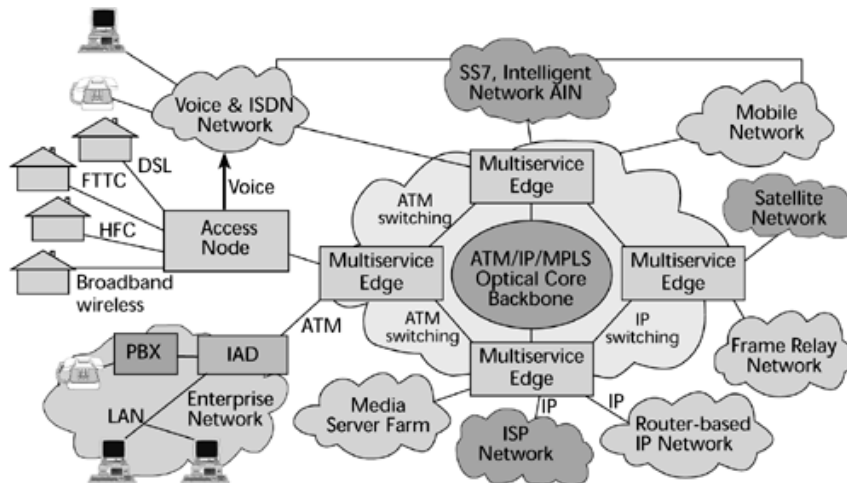 SS7, Intelligent
Network AIN
Voice & ISDN
Network
Mobile
Network
DSL
FTTC
Voice
Multiservice
Edge
ATM
switching
Satellite
Network
HFC
Access
Node
Multiservice
Edge
ATM/IP/MPLS
Optical Core
Backbone
Multiservice
Edge
Broadband
wireless
ATM
ATM
switching
IP
switching
PBX
IAD
Multiservice
Edge
Frame Relay
Network
LAN
Enterprise
Network
Media
Server Farm
IP
IP
ISP
Network
Router-based
IP Network